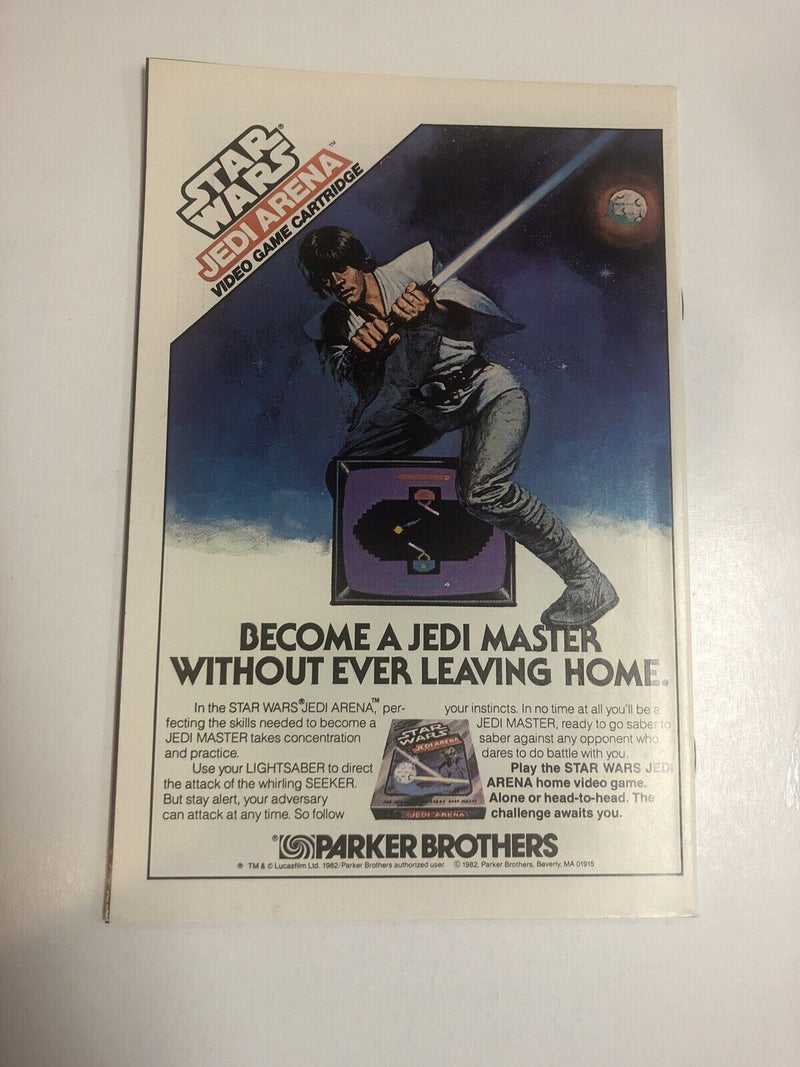 STAR
WARS®
JEDI ARENA™
VIDEO GAME CARTRIDGE
BECOME A JEDI MASTER
WITHOUT EVER LEAVING HOME.
In the STAR WARS® JEDI ARENA,™ per-
fecting the skills needed to become a
JEDI MASTER takes concentration
and practice.
Use your LIGHTSABER to direct
the attack of the whirling SEEKER.
But stay alert, your adversary
can attack at any time. So follow
your instincts. In no time at all you'll be a
JEDI MASTER, ready to go saber to
saber against any opponent who
dares to do battle with you.
Play the STAR WARS JEDI
ARENA home video game.
Alone or head-to-head. The
challenge awaits you.
STAR
WARS
JEDI ARENA
JEDI ARENA
® PARKER BROTHERS
® TM & © Lucasfilm Ltd. 1982/Parker Brothers authorized user. © 1982, Parker Brothers, Beverly, MA 01915